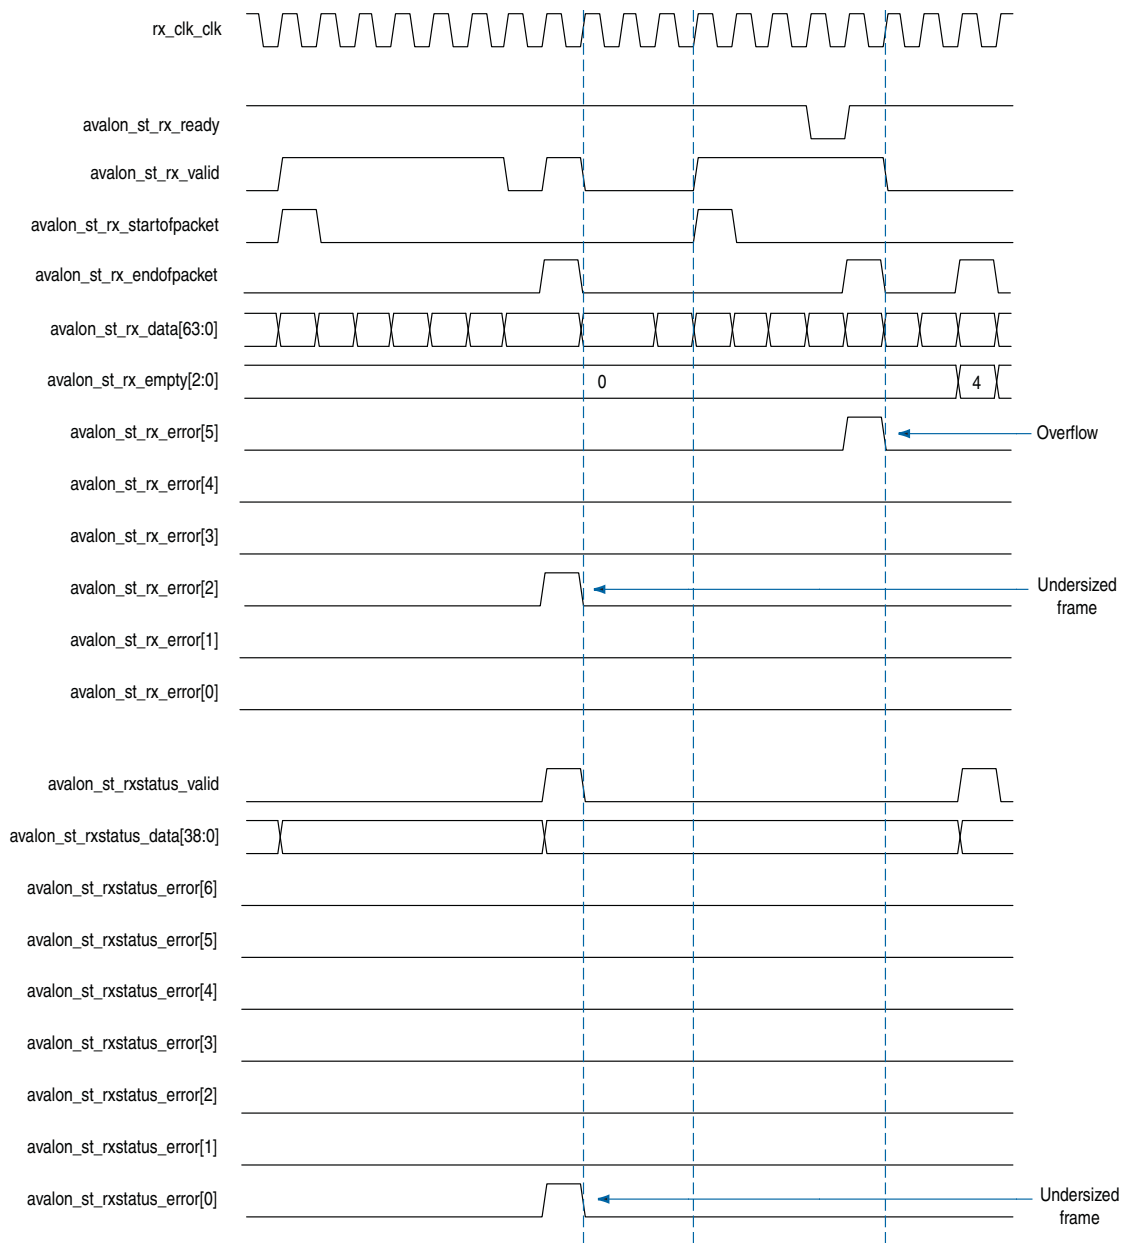 rx_clk_clk
avalon_st_rx_ready
avalon_st_rx_valid
avalon_st_rx_startofpacket
avalon_st_rx_endofpacket
avalon_st_rx_data[63:0]
avalon_st_rx_empty[2:0]
0
4
avalon_st_rx_error[5]
Overflow
avalon_st_rx_error[4]
avalon_st_rx_error[3]
avalon_st_rx_error[2]
Undersized
frame
avalon_st_rx_error[1]
avalon_st_rx_error[0]
avalon_st_rxstatus_valid
avalon_st_rxstatus_data[38:0]
avalon_st_rxstatus_error[6]
avalon_st_rxstatus_error[5]
avalon_st_rxstatus_error[4]
avalon_st_rxstatus_error[3]
avalon_st_rxstatus_error[2]
avalon_st_rxstatus_error[1]
avalon_st_rxstatus_error[0]
Undersized
frame